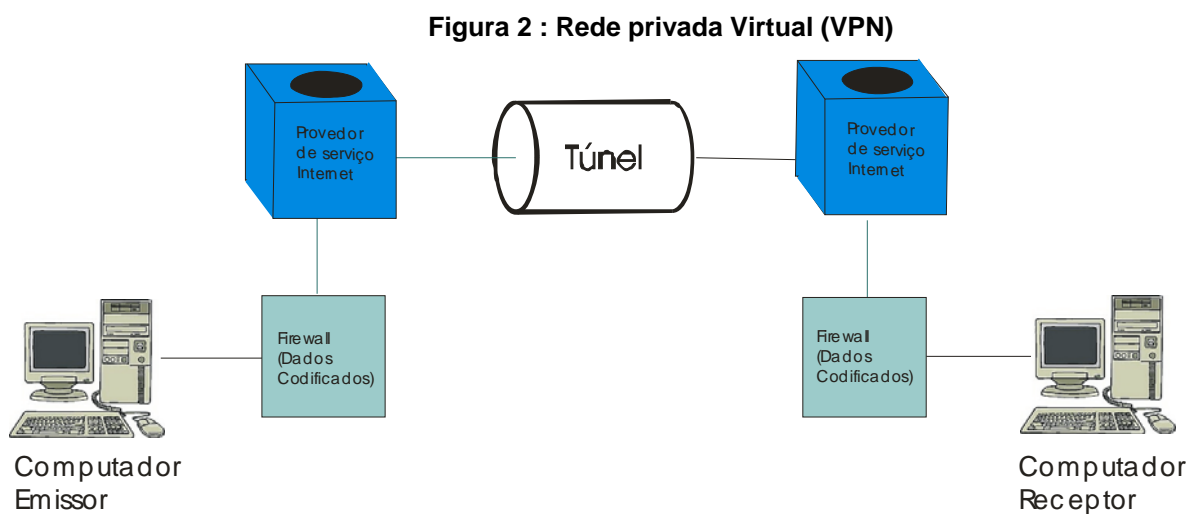 Figura 2 : Rede privada Virtual (VPN)
Provedor
de serviço
Internet
Túnel
Provedor
de serviço
Internet
Firewall
(Dados
Codificados)
Firewall
(Dados
Codificados)
Computador
Emissor
Computador
Receptor